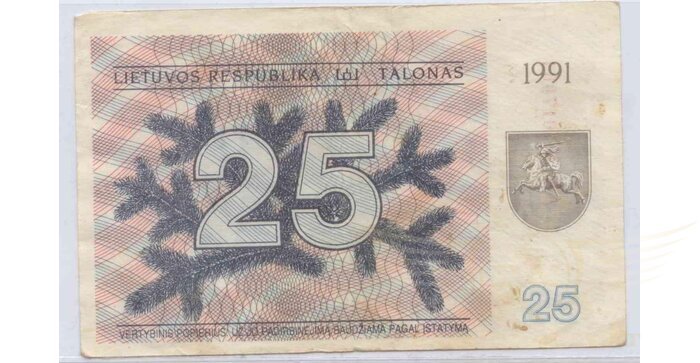 LIETUVOS RESPUBLIKA TALONAS
1991
25
25
VERTYBINIS POPIERIUS. UŽ JO PADIRBINĖJIMĄ BAUDŽIAMA PAGAL ĮSTATYMĄ